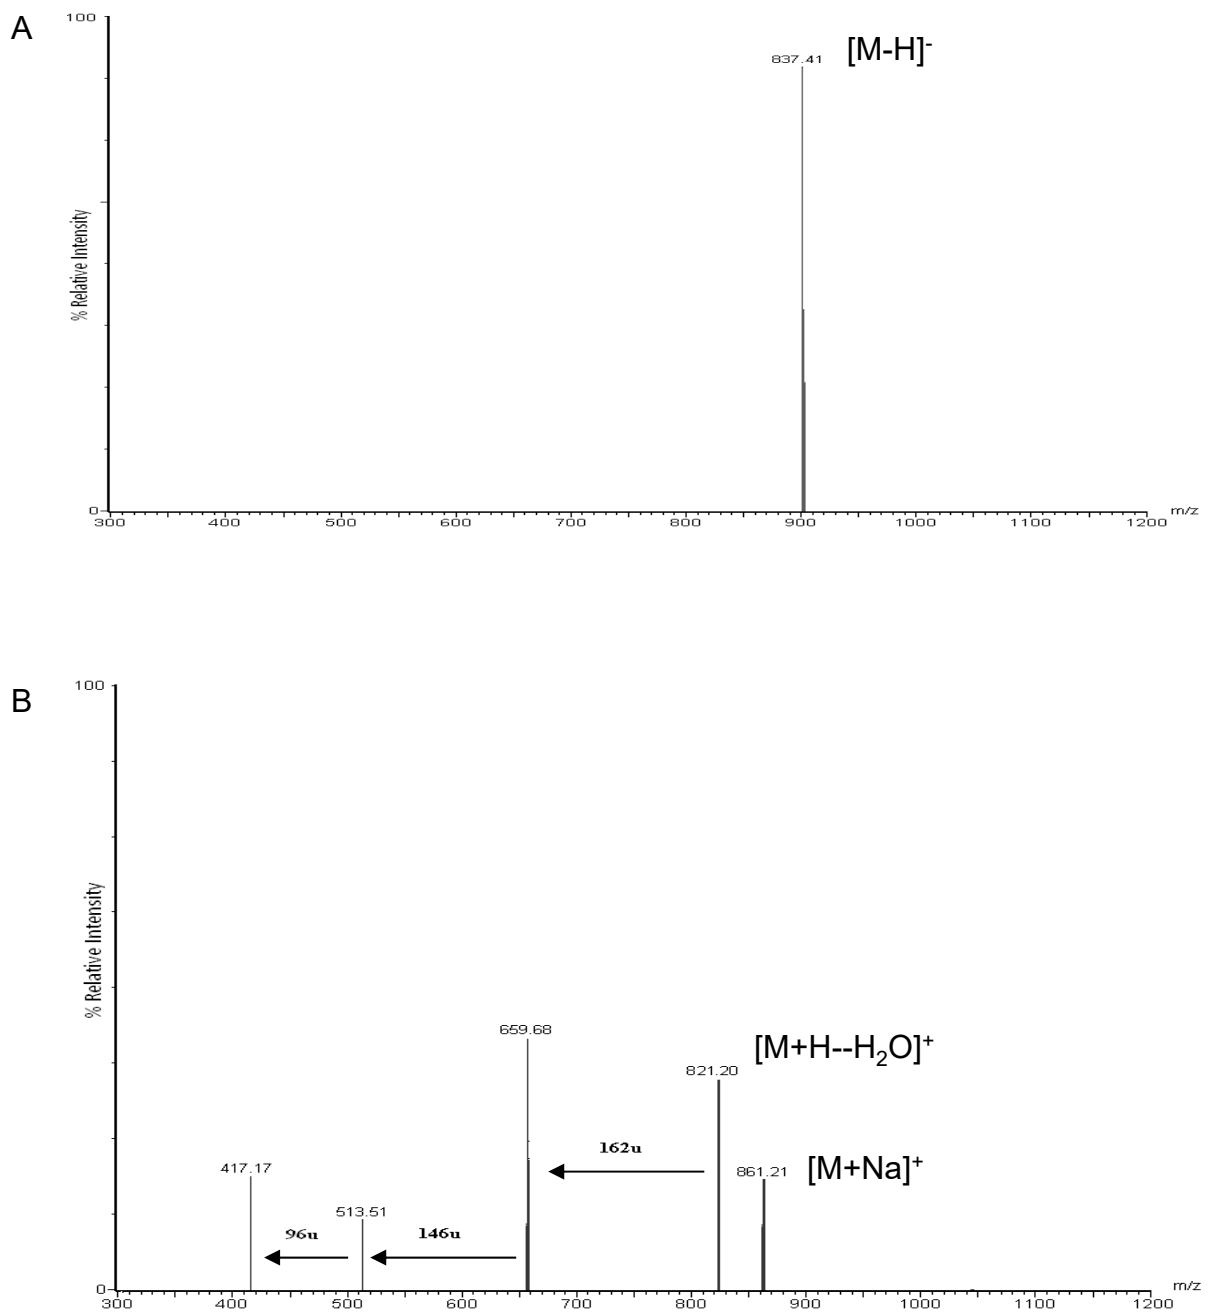 A
100
837.41
[M-H]-
% Relative Intensity
0
300 400 500 600 700 800 900 1000 1100 1200 m/z
B
100
% Relative Intensity
659.68
[M+H--H₂O]⁺
821.20
162u
417.17
861.21
[M+Na]⁺
513.51
96u
146u
0
300 400 500 600 700 800 900 1000 1100 1200 m/z